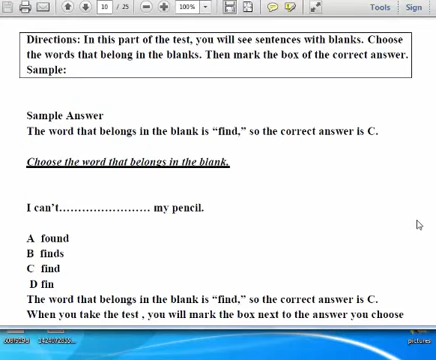 10 / 25
100%
Tools
Sign
Directions: In this part of the test, you will see sentences with blanks. Choose
the words that belong in the blanks. Then mark the box of the correct answer.
Sample:
Sample Answer
The word that belongs in the blank is “find,” so the correct answer is C.
Choose the word that belongs in the blank.
I can’t…………………… my pencil.
A found
B finds
C find
D fin
The word that belongs in the blank is “find,” so the correct answer is C.
When you take the test , you will mark the box next to the answer you choose
pictures